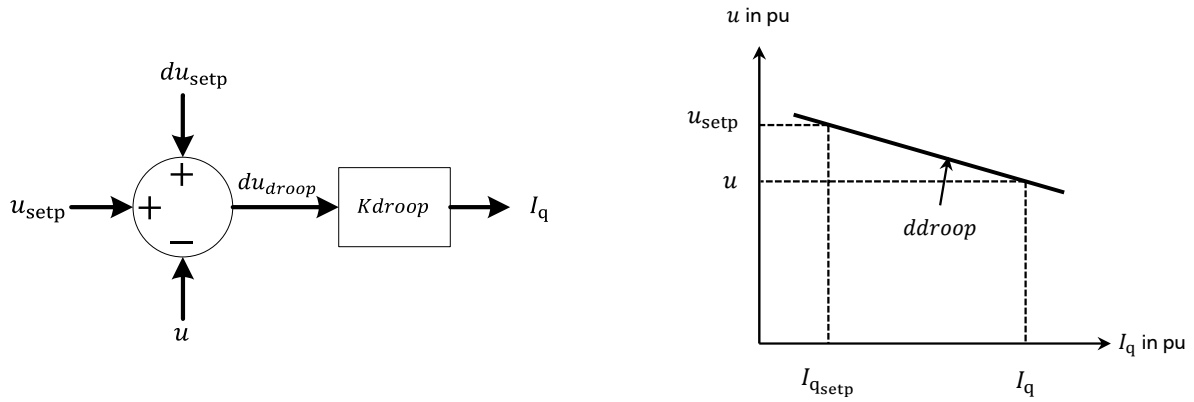 du_setp
+
u_setp
+
−
u
du_droop
Kdroop
I_q
u in pu
u_setp
u
ddroop
I_q_setp
I_q
I_q in pu